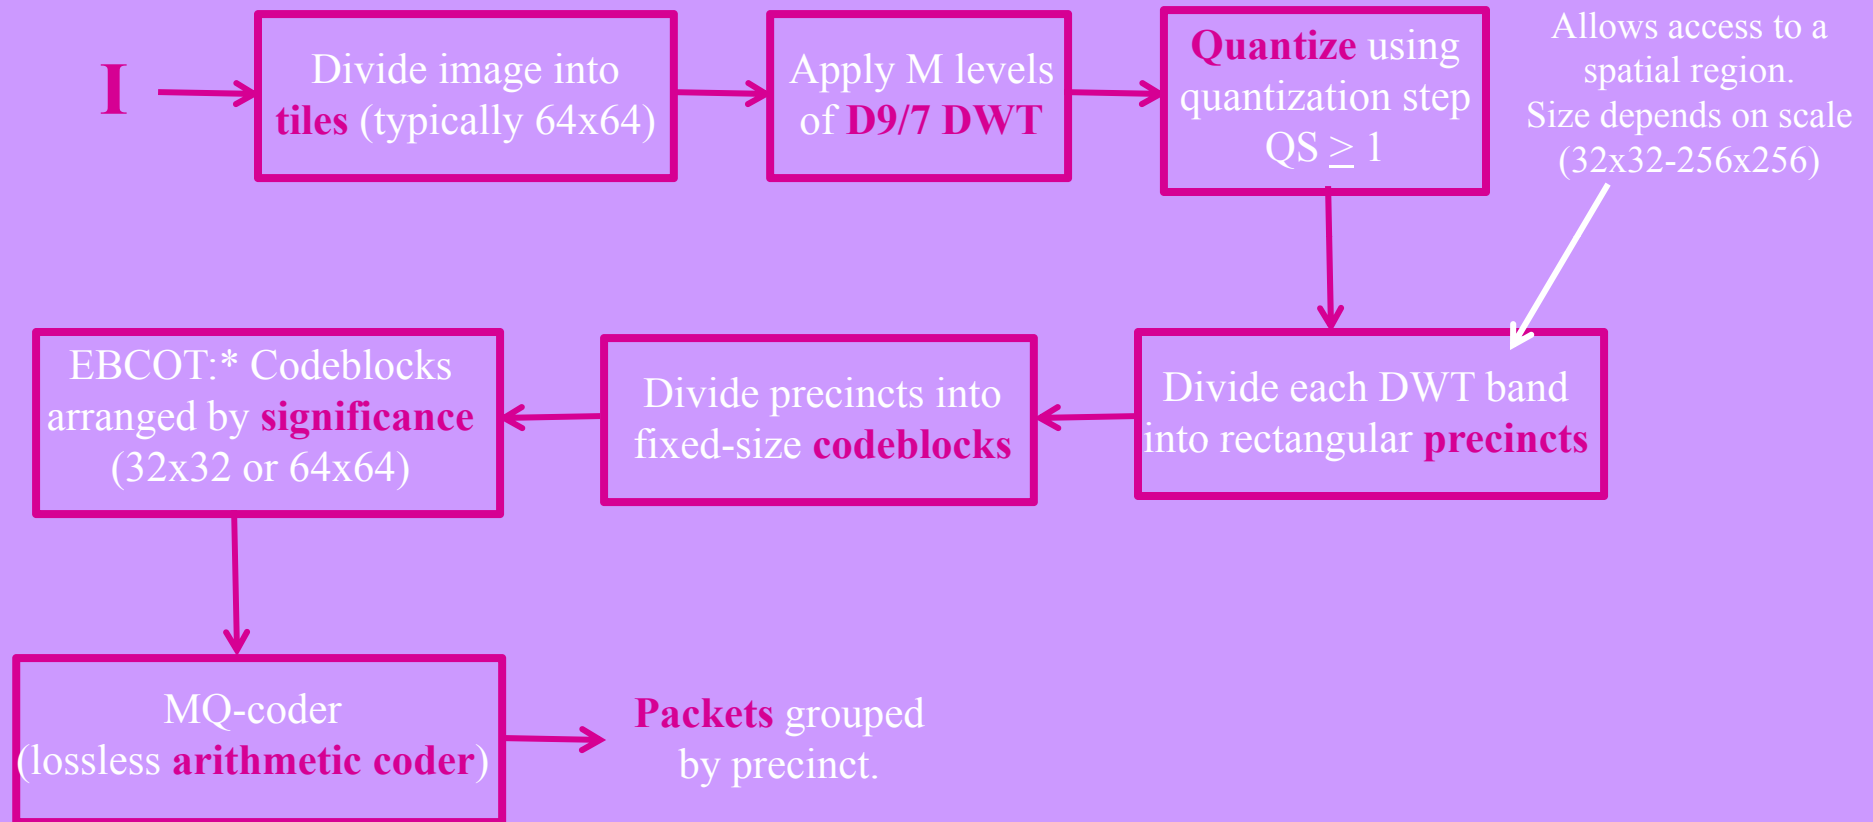 I
Divide image into
tiles (typically 64x64)
Apply M levels
of D9/7 DWT
Quantize using
quantization step
QS ≥ 1
Allows access to a
spatial region.
Size depends on scale
(32x32-256x256)
Divide each DWT band
into rectangular precincts
Divide precincts into
fixed-size codeblocks
EBCOT:* Codeblocks
arranged by significance
(32x32 or 64x64)
MQ-coder
(lossless arithmetic coder)
Packets grouped
by precinct.